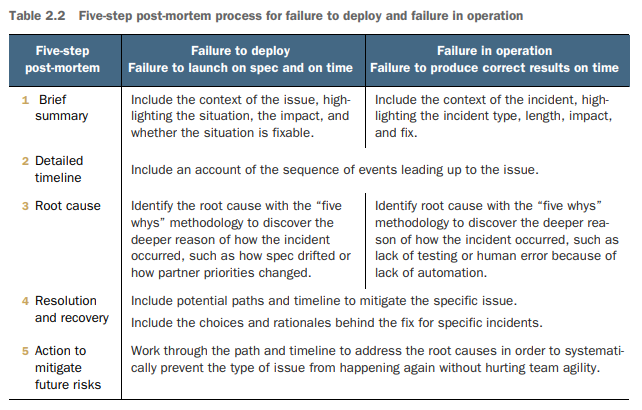 Table 2.2 Five-step post-mortem process for failure to deploy and failure in operation
Five-step
post-mortem
Failure to deploy
Failure to launch on spec and on time
Failure in operation
Failure to produce correct results on time
1 Brief
summary
Include the context of the issue, high-
lighting the situation, the impact, and
whether the situation is fixable.
Include the context of the incident, high-
lighting the incident type, length, impact,
and fix.
2 Detailed
timeline
Include an account of the sequence of events leading up to the issue.
3 Root cause
Identify the root cause with the “five
whys” methodology to discover the
deeper reason of how the incident
occurred, such as how spec drifted or
how partner priorities changed.
Identify root cause with the “five whys”
methodology to discover the deeper rea-
son of how the incident occurred, such as
lack of testing or human error because of
lack of automation.
4 Resolution
and recovery
Include potential paths and timeline to mitigate the specific issue.
Include the choices and rationales behind the fix for specific incidents.
5 Action to
mitigate
future risks
Work through the path and timeline to address the root causes in order to systemati-
cally prevent the type of issue from happening again without hurting team agility.